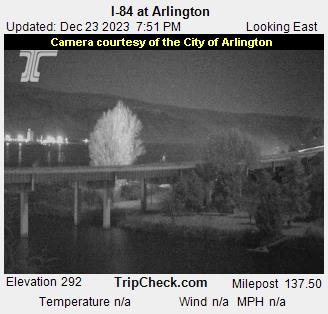 I-84 at Arlington
Updated: Dec 23 2023 7:51 PM Looking East
Camera courtesy of the City of Arlington
Elevation 292 TripCheck.com Milepost 137.50
Temperature n/a Wind n/a MPH n/a